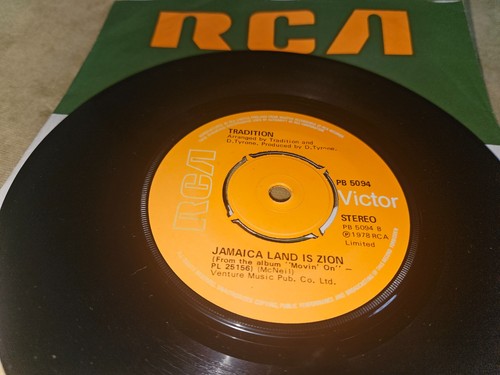 RCA
TRADITION
Arranged by Tradition and
D.Tyrone. Produced by D.Tyrone.
RCA
PB 5094
Victor
STEREO
PB 5094 B
℗ 1978 RCA
Limited
JAMAICA LAND IS ZION
(From the album "Movin' On" —
PL 25156) (McNeil)
Venture Music Pub. Co. Ltd.